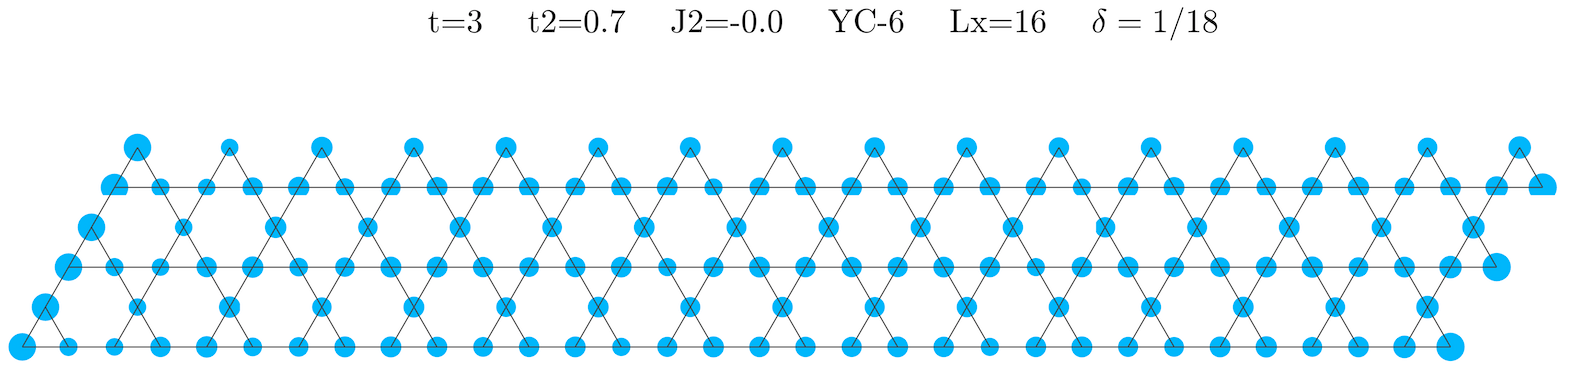 t=3 t2=0.7 J2=-0.0 YC-6 Lx=16 δ = 1/18